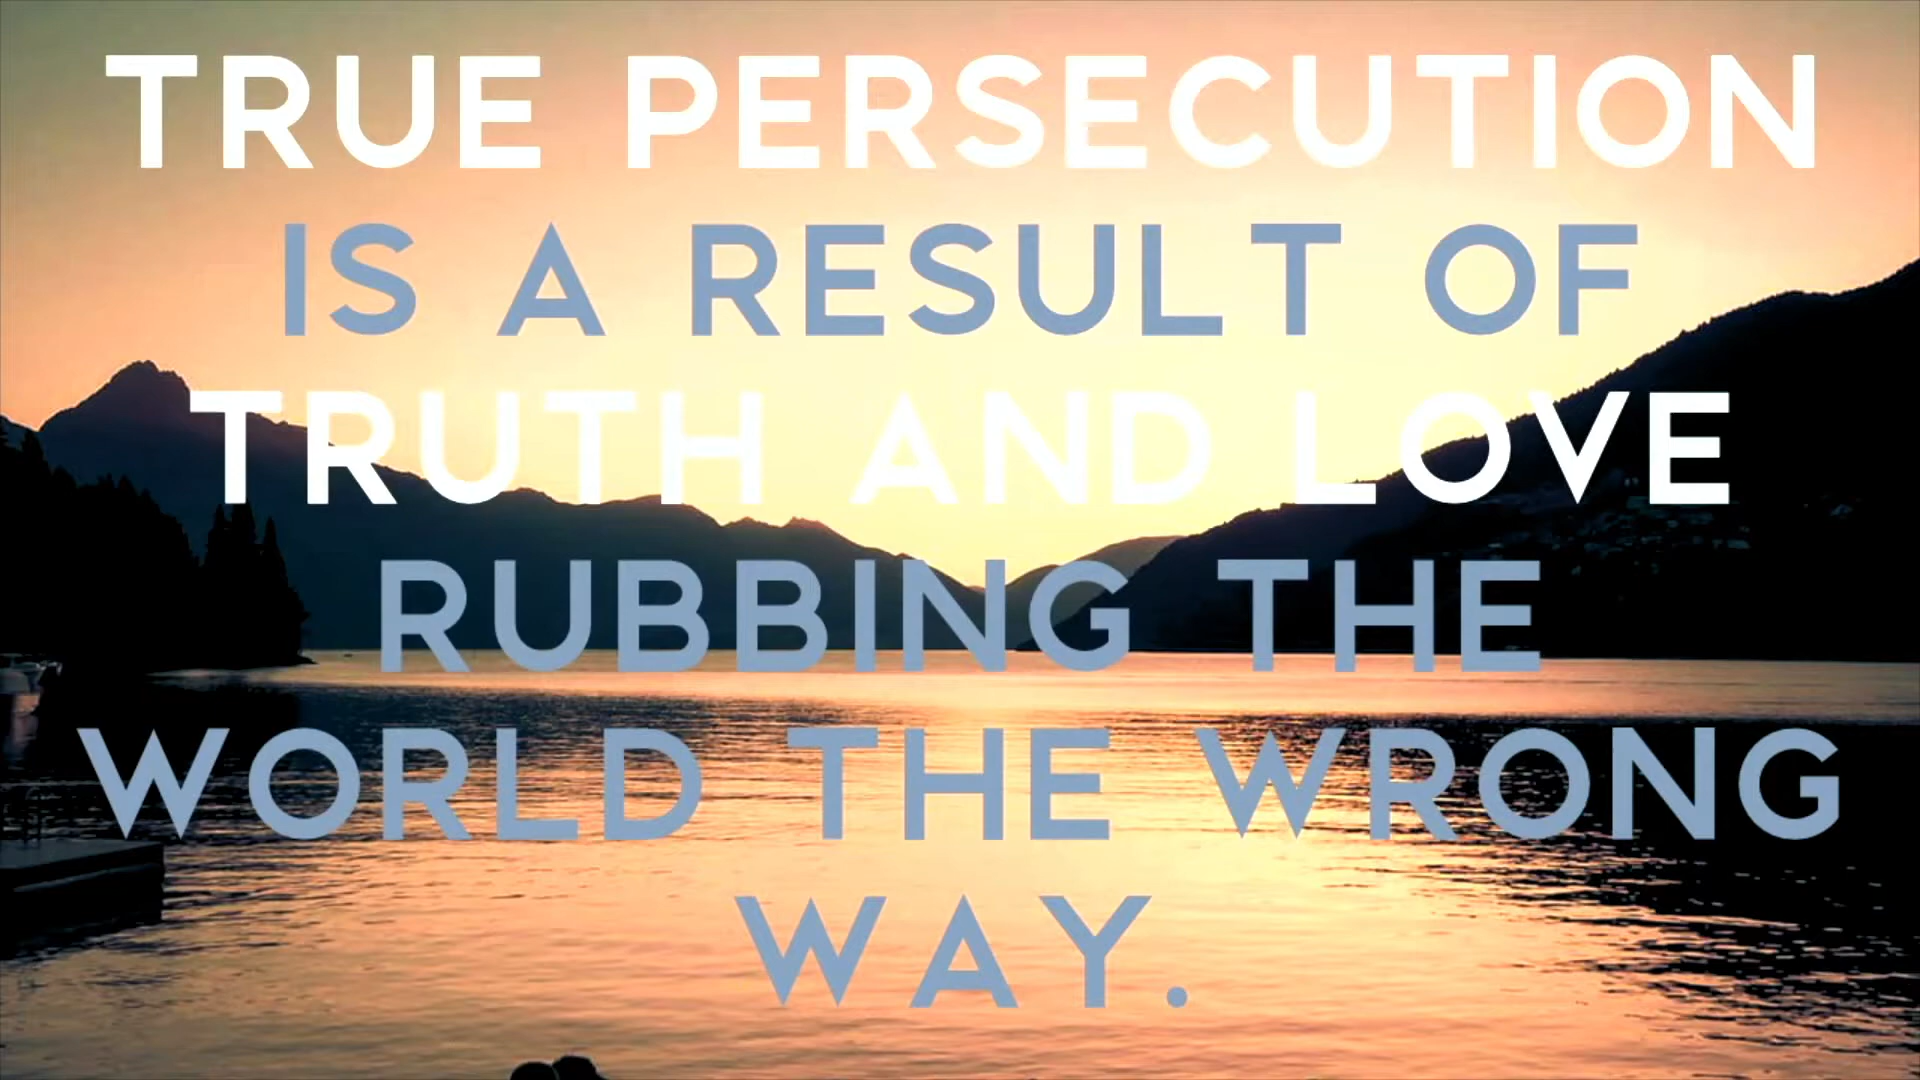 TRUE PERSECUTION
IS A RESULT OF
TRUTH AND LOVE
RUBBING THE
WORLD THE WRONG
WAY.